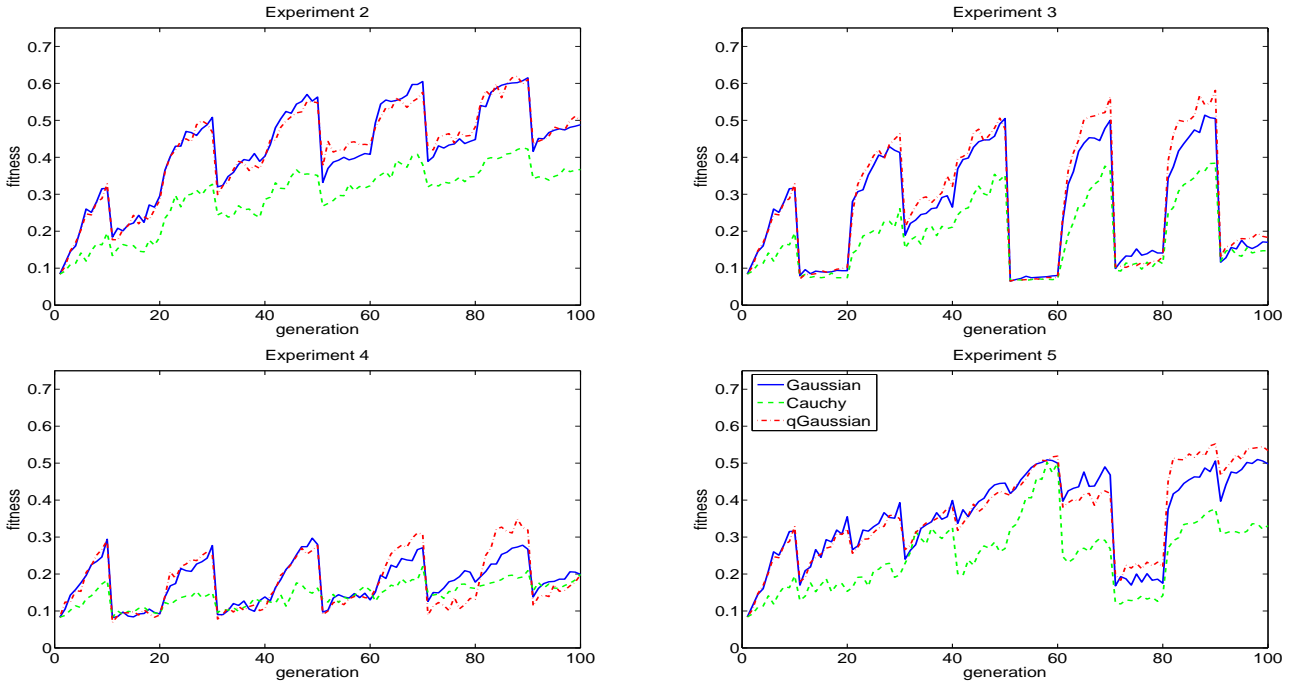 Experiment 2
0.7
0.6
0.5
0.4
0.3
0.2
0.1
0
fitness
0 20 40 60 80 100
generation
Experiment 3
0.7
0.6
0.5
0.4
0.3
0.2
0.1
0
fitness
0 20 40 60 80 100
generation
Experiment 4
0.7
0.6
0.5
0.4
0.3
0.2
0.1
0
fitness
0 20 40 60 80 100
generation
Experiment 5
Gaussian
Cauchy
qGaussian
0.7
0.6
0.5
0.4
0.3
0.2
0.1
0
fitness
0 20 40 60 80 100
generation